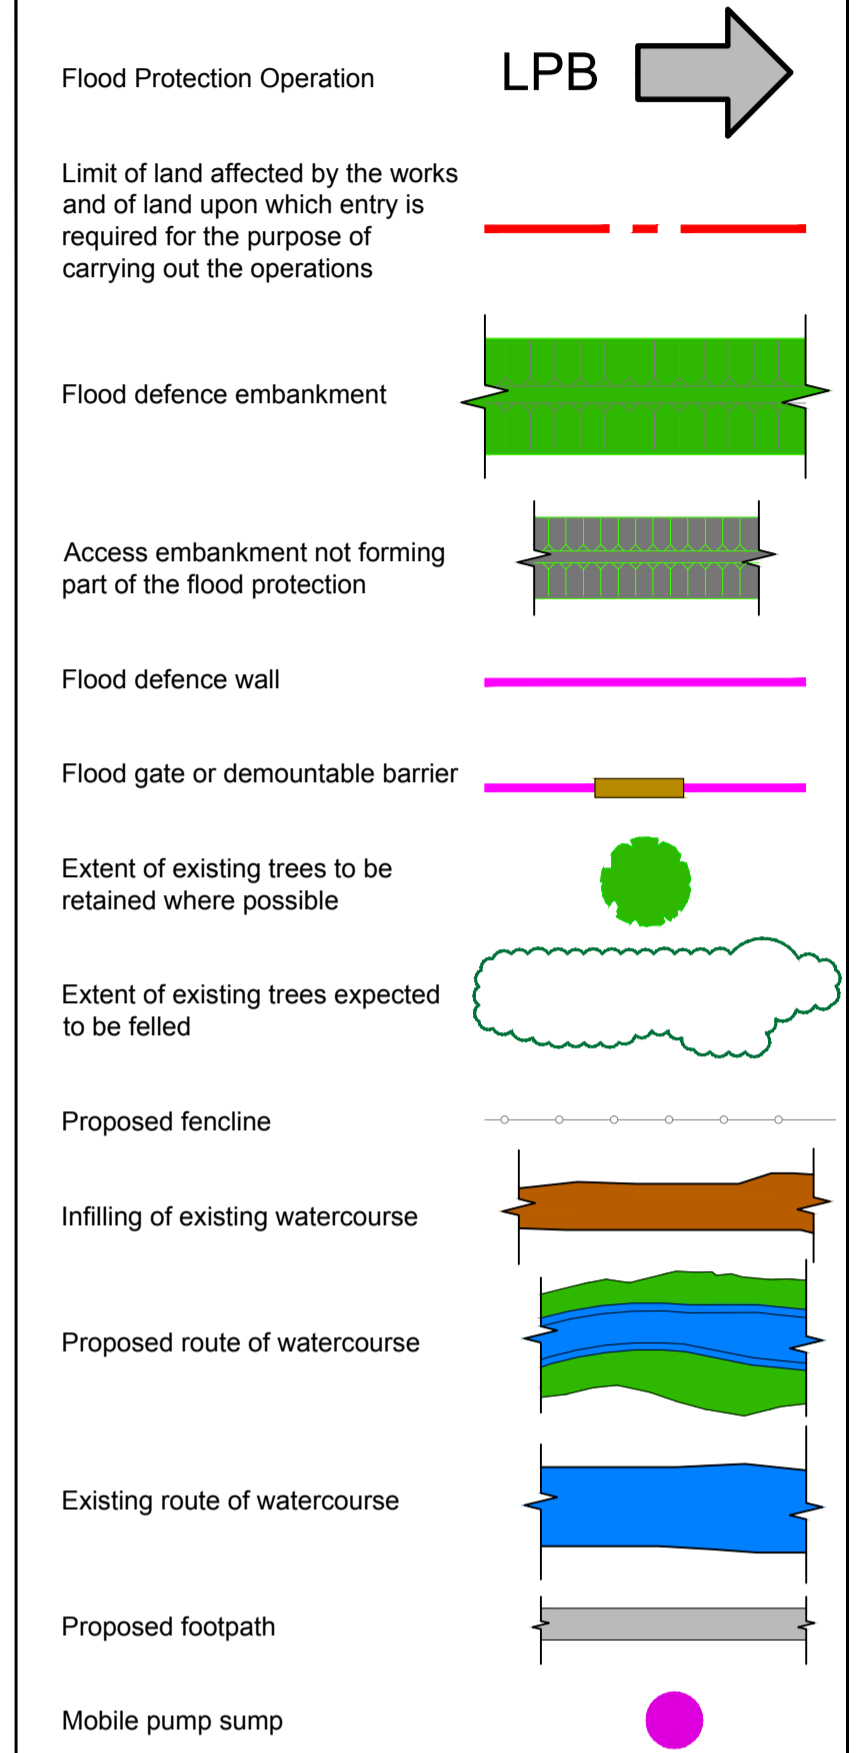 Flood Protection Operation
LPB
Limit of land affected by the works
and of land upon which entry is
required for the purpose of
carrying out the operations
Flood defence embankment
Access embankment not forming
part of the flood protection
Flood defence wall
Flood gate or demountable barrier
Extent of existing trees to be
retained where possible
Extent of existing trees expected
to be felled
Proposed fencline
Infilling of existing watercourse
Proposed route of watercourse
Existing route of watercourse
Proposed footpath
Mobile pump sump